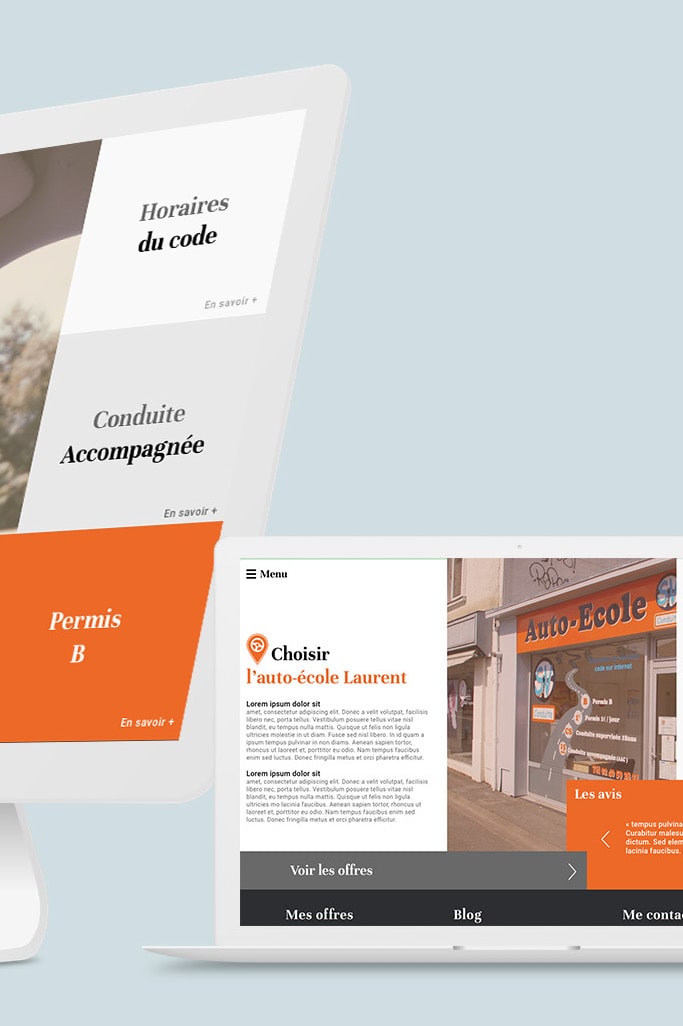 Horaires
du code
En savoir +
Conduite
Accompagnée
En savoir +
Permis
B
En savoir +
Menu
Choisir
l'auto-école Laurent
Lorem ipsum dolor sit
amet, consectetur adipiscing elit. Donec a velit volutpat, facilisis
libero nec, porta tellus. Vestibulum posuere tellus vitae nisl
blandit, eu tempus nulla mattis. Quisque ut felis non ligula
ultricies molestie in ut diam. Fusce sed nisl libero. In id quam a
ipsum tempus pulvinar in non diams. Aenean sapien tortor,
rhoncus ut laoreet et, porttitor eu odio. Nam tempus faucibus
enim sed luctus. Donec fringilla metus et orci pharetra efficitur.
Lorem ipsum dolor sit
amet, consectetur adipiscing elit. Donec a velit volutpat, facilisis
libero nec, porta tellus. Vestibulum posuere tellus vitae nisl
blandit, eu tempus nulla mattis. Quisque ut felis non ligula
ultricies mo lacinia faucibus. Aenean sapien tortor, rhoncus ut
laoreet et, porttitor eu odio. Nam tempus faucibus enim sed
luctus. Donec fringilla metus et orci pharetra efficitur.
Auto-Ecole
code sur internet
Conduite
B Permis B
Permis B1 / jour
CS Conduite supervisée 18ans
Conduite accompagnée (AAC)
Les avis
« tempus pulvina
Curabitur malesu
dictum. Sed elem
lacinia faucibus.
Voir les offres
Mes offres
Blog
Me conta